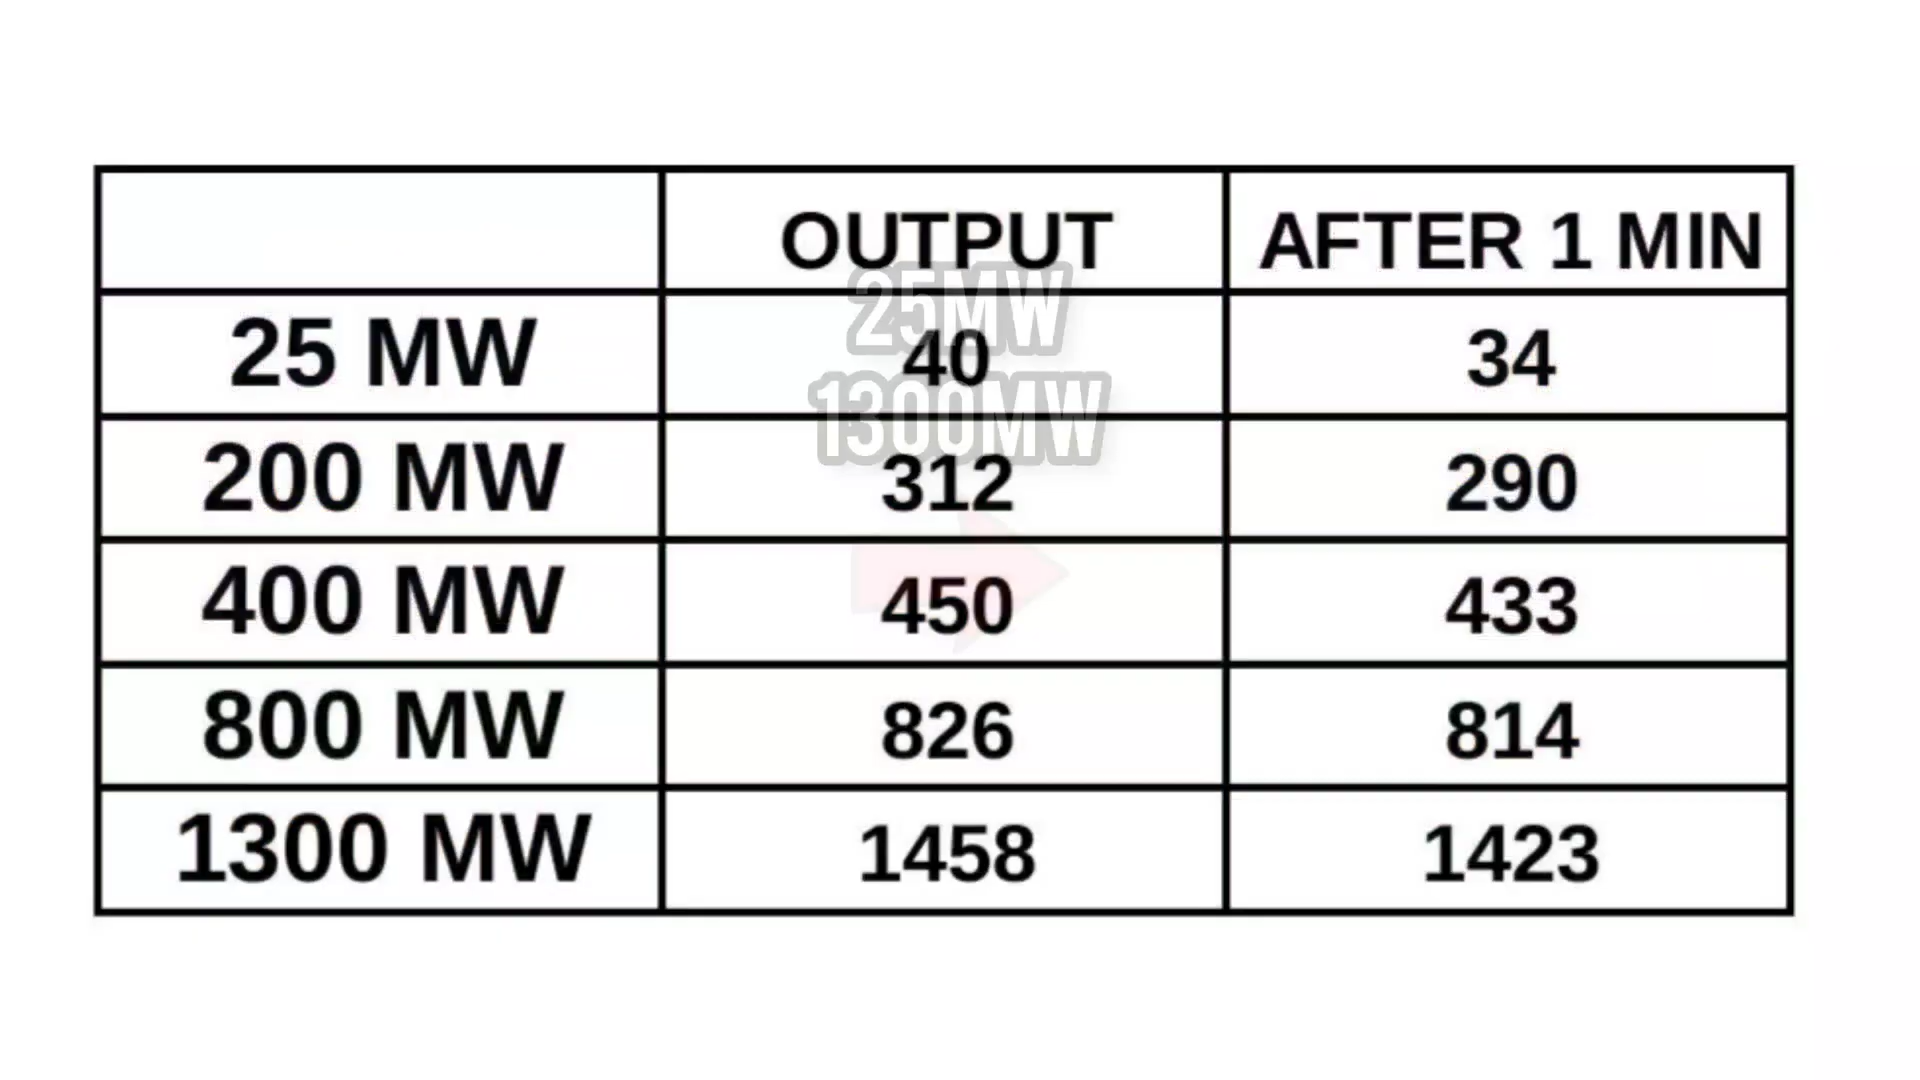 OUTPUT AFTER 1 MIN
25MW
25 MW 40 34
1300MW
200 MW 312 290
400 MW 450 433
800 MW 826 814
1300 MW 1458 1423